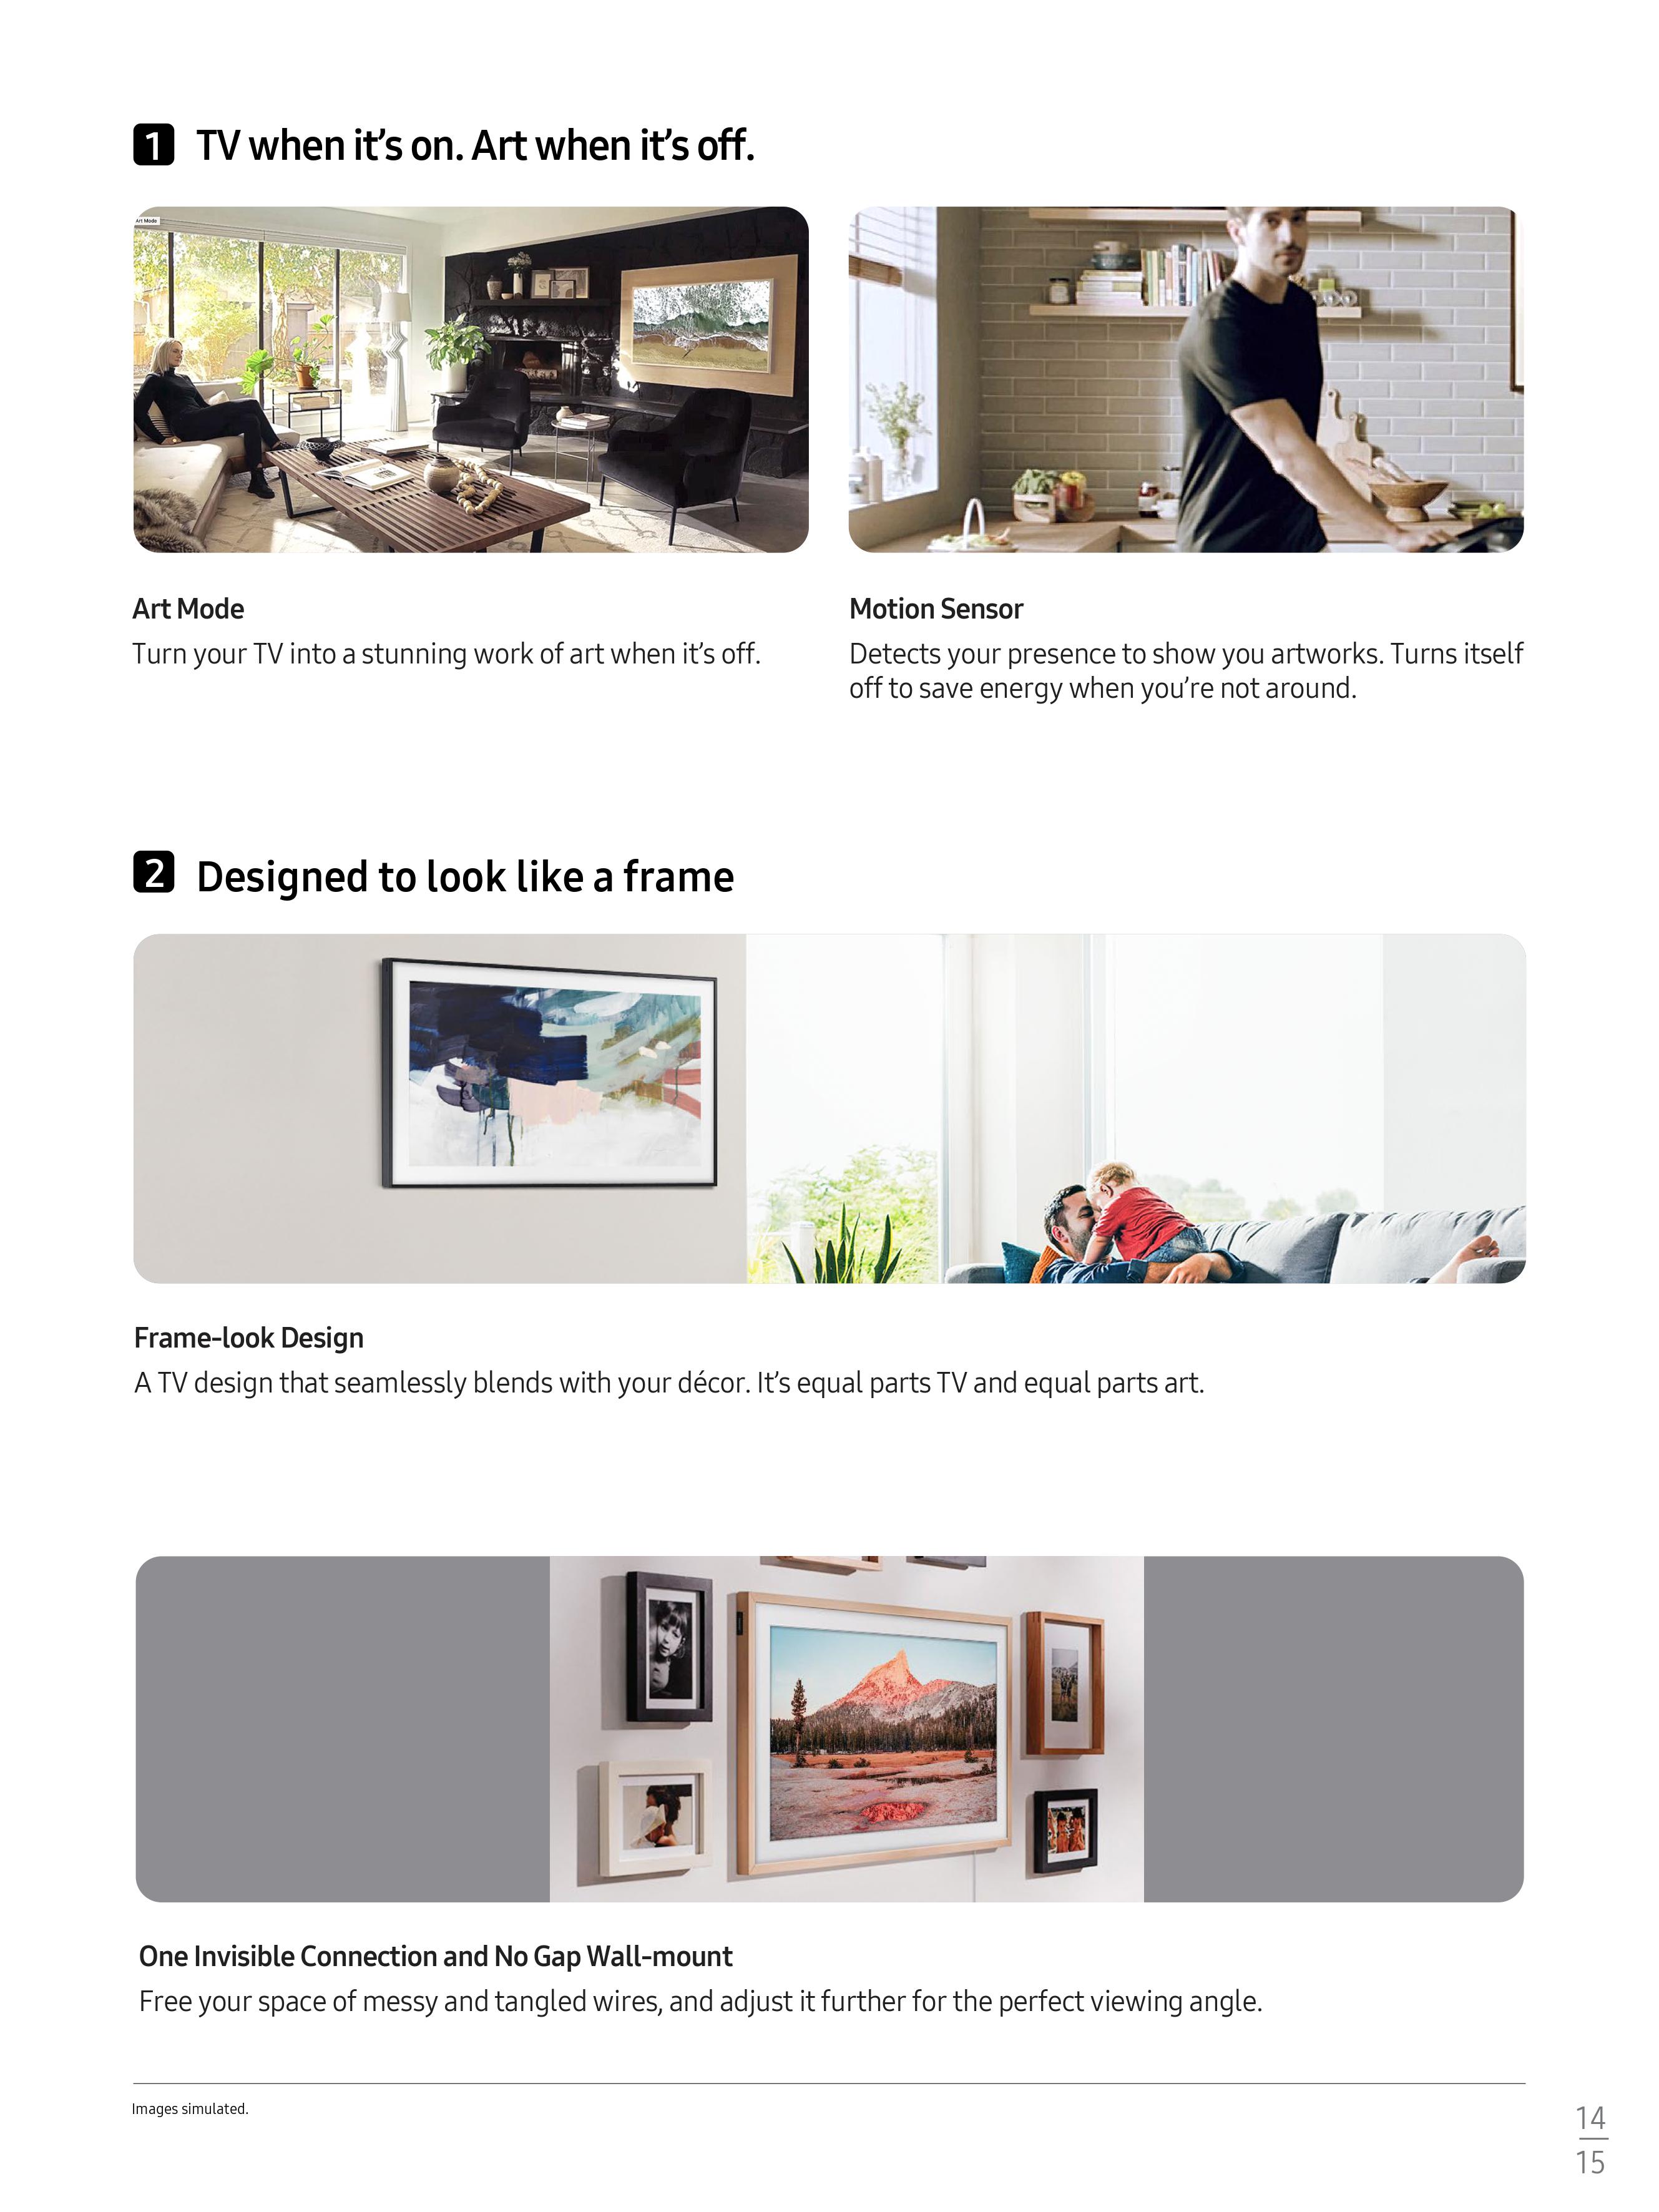 1 TV when it’s on. Art when it’s off.
Art Mode
Art Mode
Turn your TV into a stunning work of art when it’s off.
Motion Sensor
Detects your presence to show you artworks. Turns itself
off to save energy when you’re not around.
2 Designed to look like a frame
Frame-look Design
A TV design that seamlessly blends with your décor. It’s equal parts TV and equal parts art.
One Invisible Connection and No Gap Wall-mount
Free your space of messy and tangled wires, and adjust it further for the perfect viewing angle.
Images simulated.
14
15